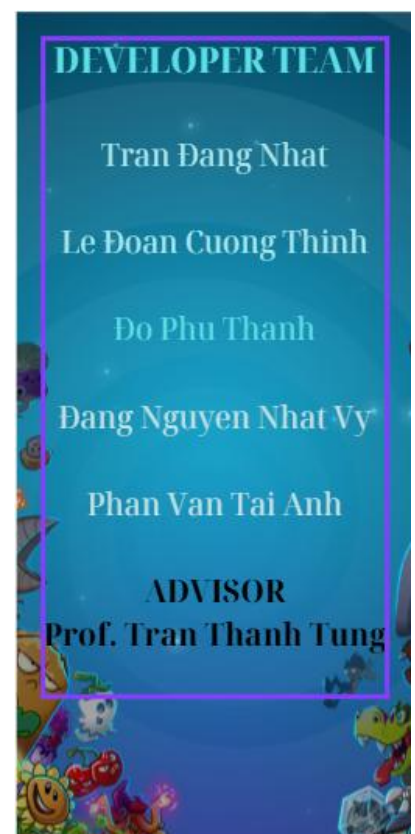 DEVELOPER TEAM
Tran Đang Nhat
Le Đoan Cuong Thinh
Đo Phu Thanh
Đang Nguyen Nhat Vy
Phan Van Tai Anh
ADVISOR
Prof. Tran Thanh Tung